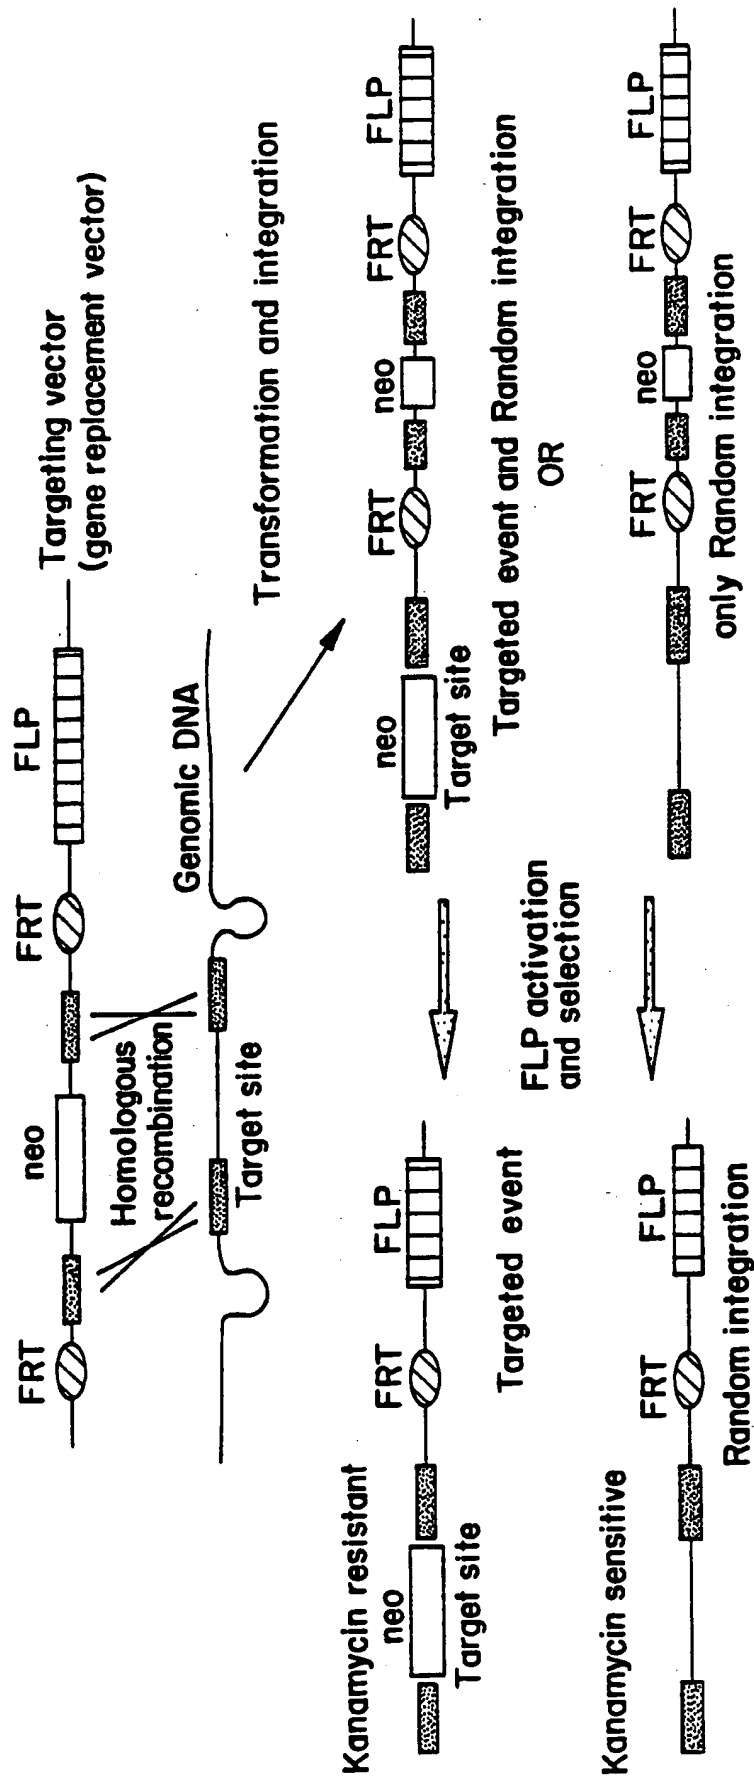 FRT
neo
FRT
FLP
Targeting vector
(gene replacement vector)
Homologous
recombination
Genomic DNA
Target site
Transformation and integration
Kanamycin resistant
neo
Target site
FRT
FLP
Targeted event
FLP activation
and selection
neo
Target site
FRT
neo
FRT
FLP
Targeted event and Random integration
OR
Kanamycin sensitive
FRT
FLP
Random integration
FRT
neo
FRT
FLP
only Random integration